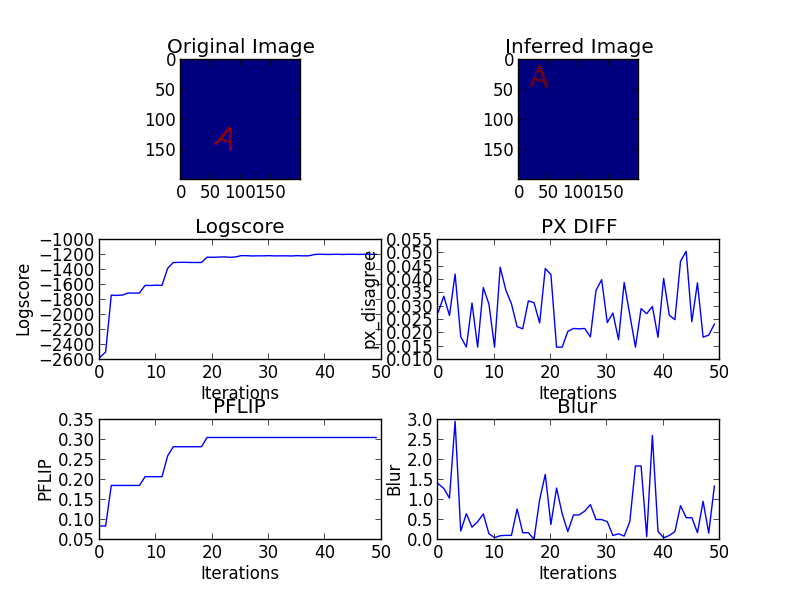 Original Image
0
50
100
150
0 50 100 150
A
Inferred Image
0
50
100
150
0 50 100 150
A
Logscore
−1000
−1200
−1400
−1600
−1800
−2000
−2200
−2400
−2600
Logscore
0 10 20 30 40 50
Iterations
PX DIFF
0.055
0.050
0.045
0.040
0.035
0.030
0.025
0.020
0.015
0.010
px_disagree
0 10 20 30 40 50
Iterations
PFLIP
0.35
0.30
0.25
0.20
0.15
0.10
0.05
PFLIP
0 10 20 30 40 50
Iterations
Blur
3.0
2.5
2.0
1.5
1.0
0.5
0.0
Blur
0 10 20 30 40 50
Iterations